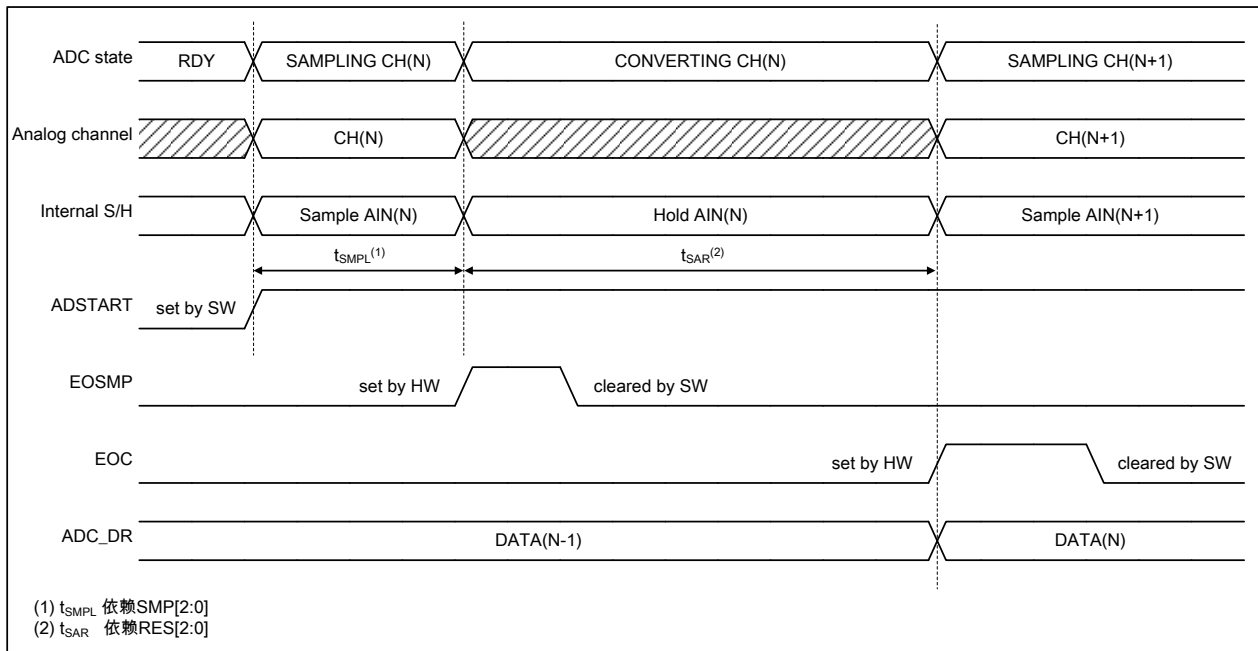 ADC state RDY SAMPLING CH(N) CONVERTING CH(N) SAMPLING CH(N+1)
Analog channel CH(N) CH(N+1)
Internal S/H Sample AIN(N) Hold AIN(N) Sample AIN(N+1)
tSMPL(1) tSAR(2)
ADSTART set by SW
EOSMP set by HW cleared by SW
EOC set by HW cleared by SW
ADC_DR DATA(N-1) DATA(N)
(1) tSMPL 依赖SMP[2:0]
(2) tSAR 依赖RES[2:0]